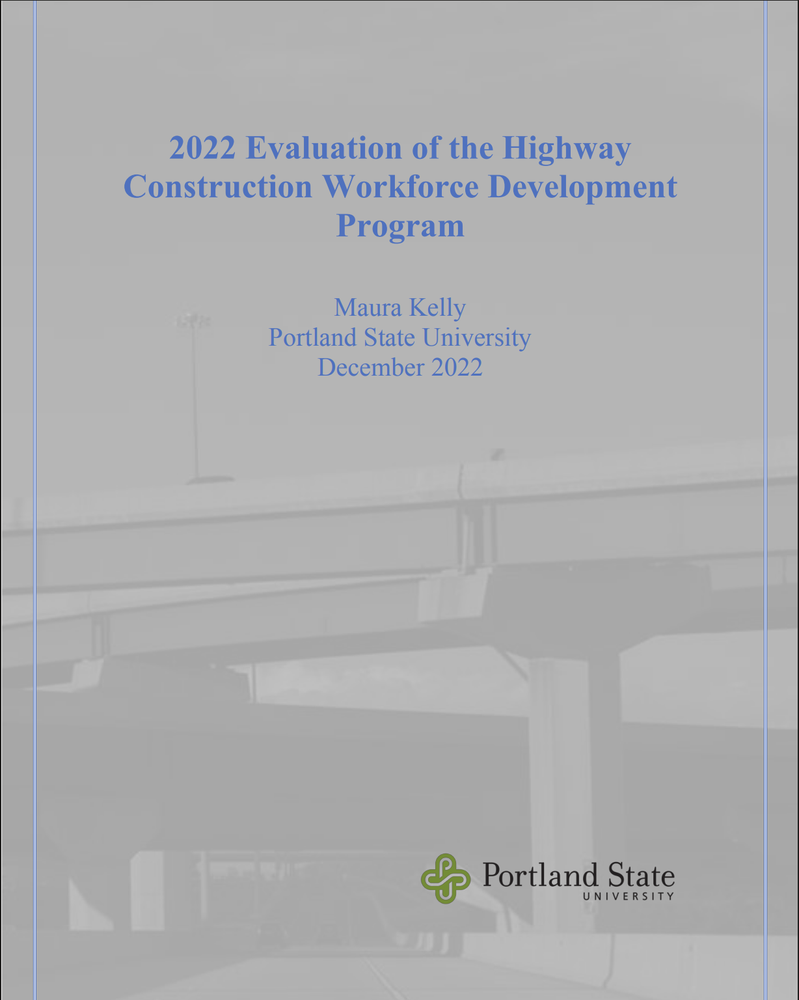 2022 Evaluation of the Highway
Construction Workforce Development
Program
Maura Kelly
Portland State University
December 2022
Portland State
UNIVERSITY